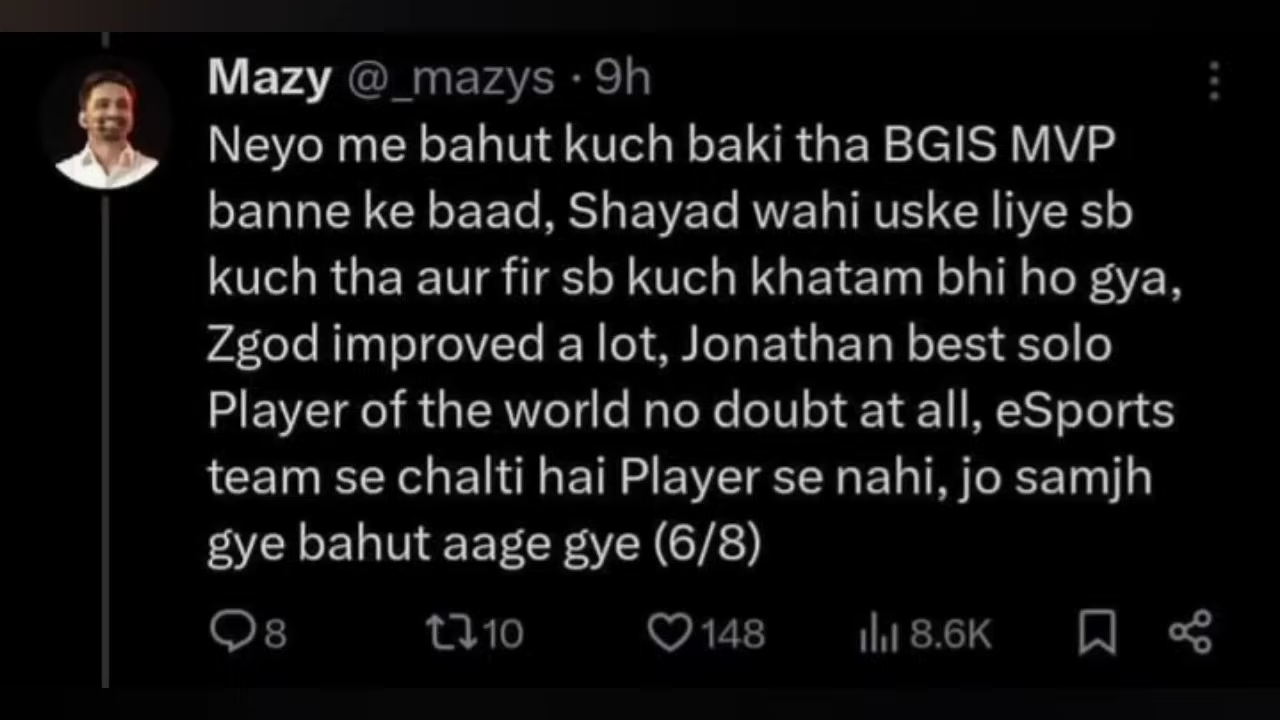 Mazy @_mazys · 9h
Neyo me bahut kuch baki tha BGIS MVP
banne ke baad, Shayad wahi uske liye sb
kuch tha aur fir sb kuch khatam bhi ho gya,
Zgod improved a lot, Jonathan best solo
Player of the world no doubt at all, eSports
team se chalti hai Player se nahi, jo samjh
gye bahut aage gye (6/8)
8 10 148 8.6K